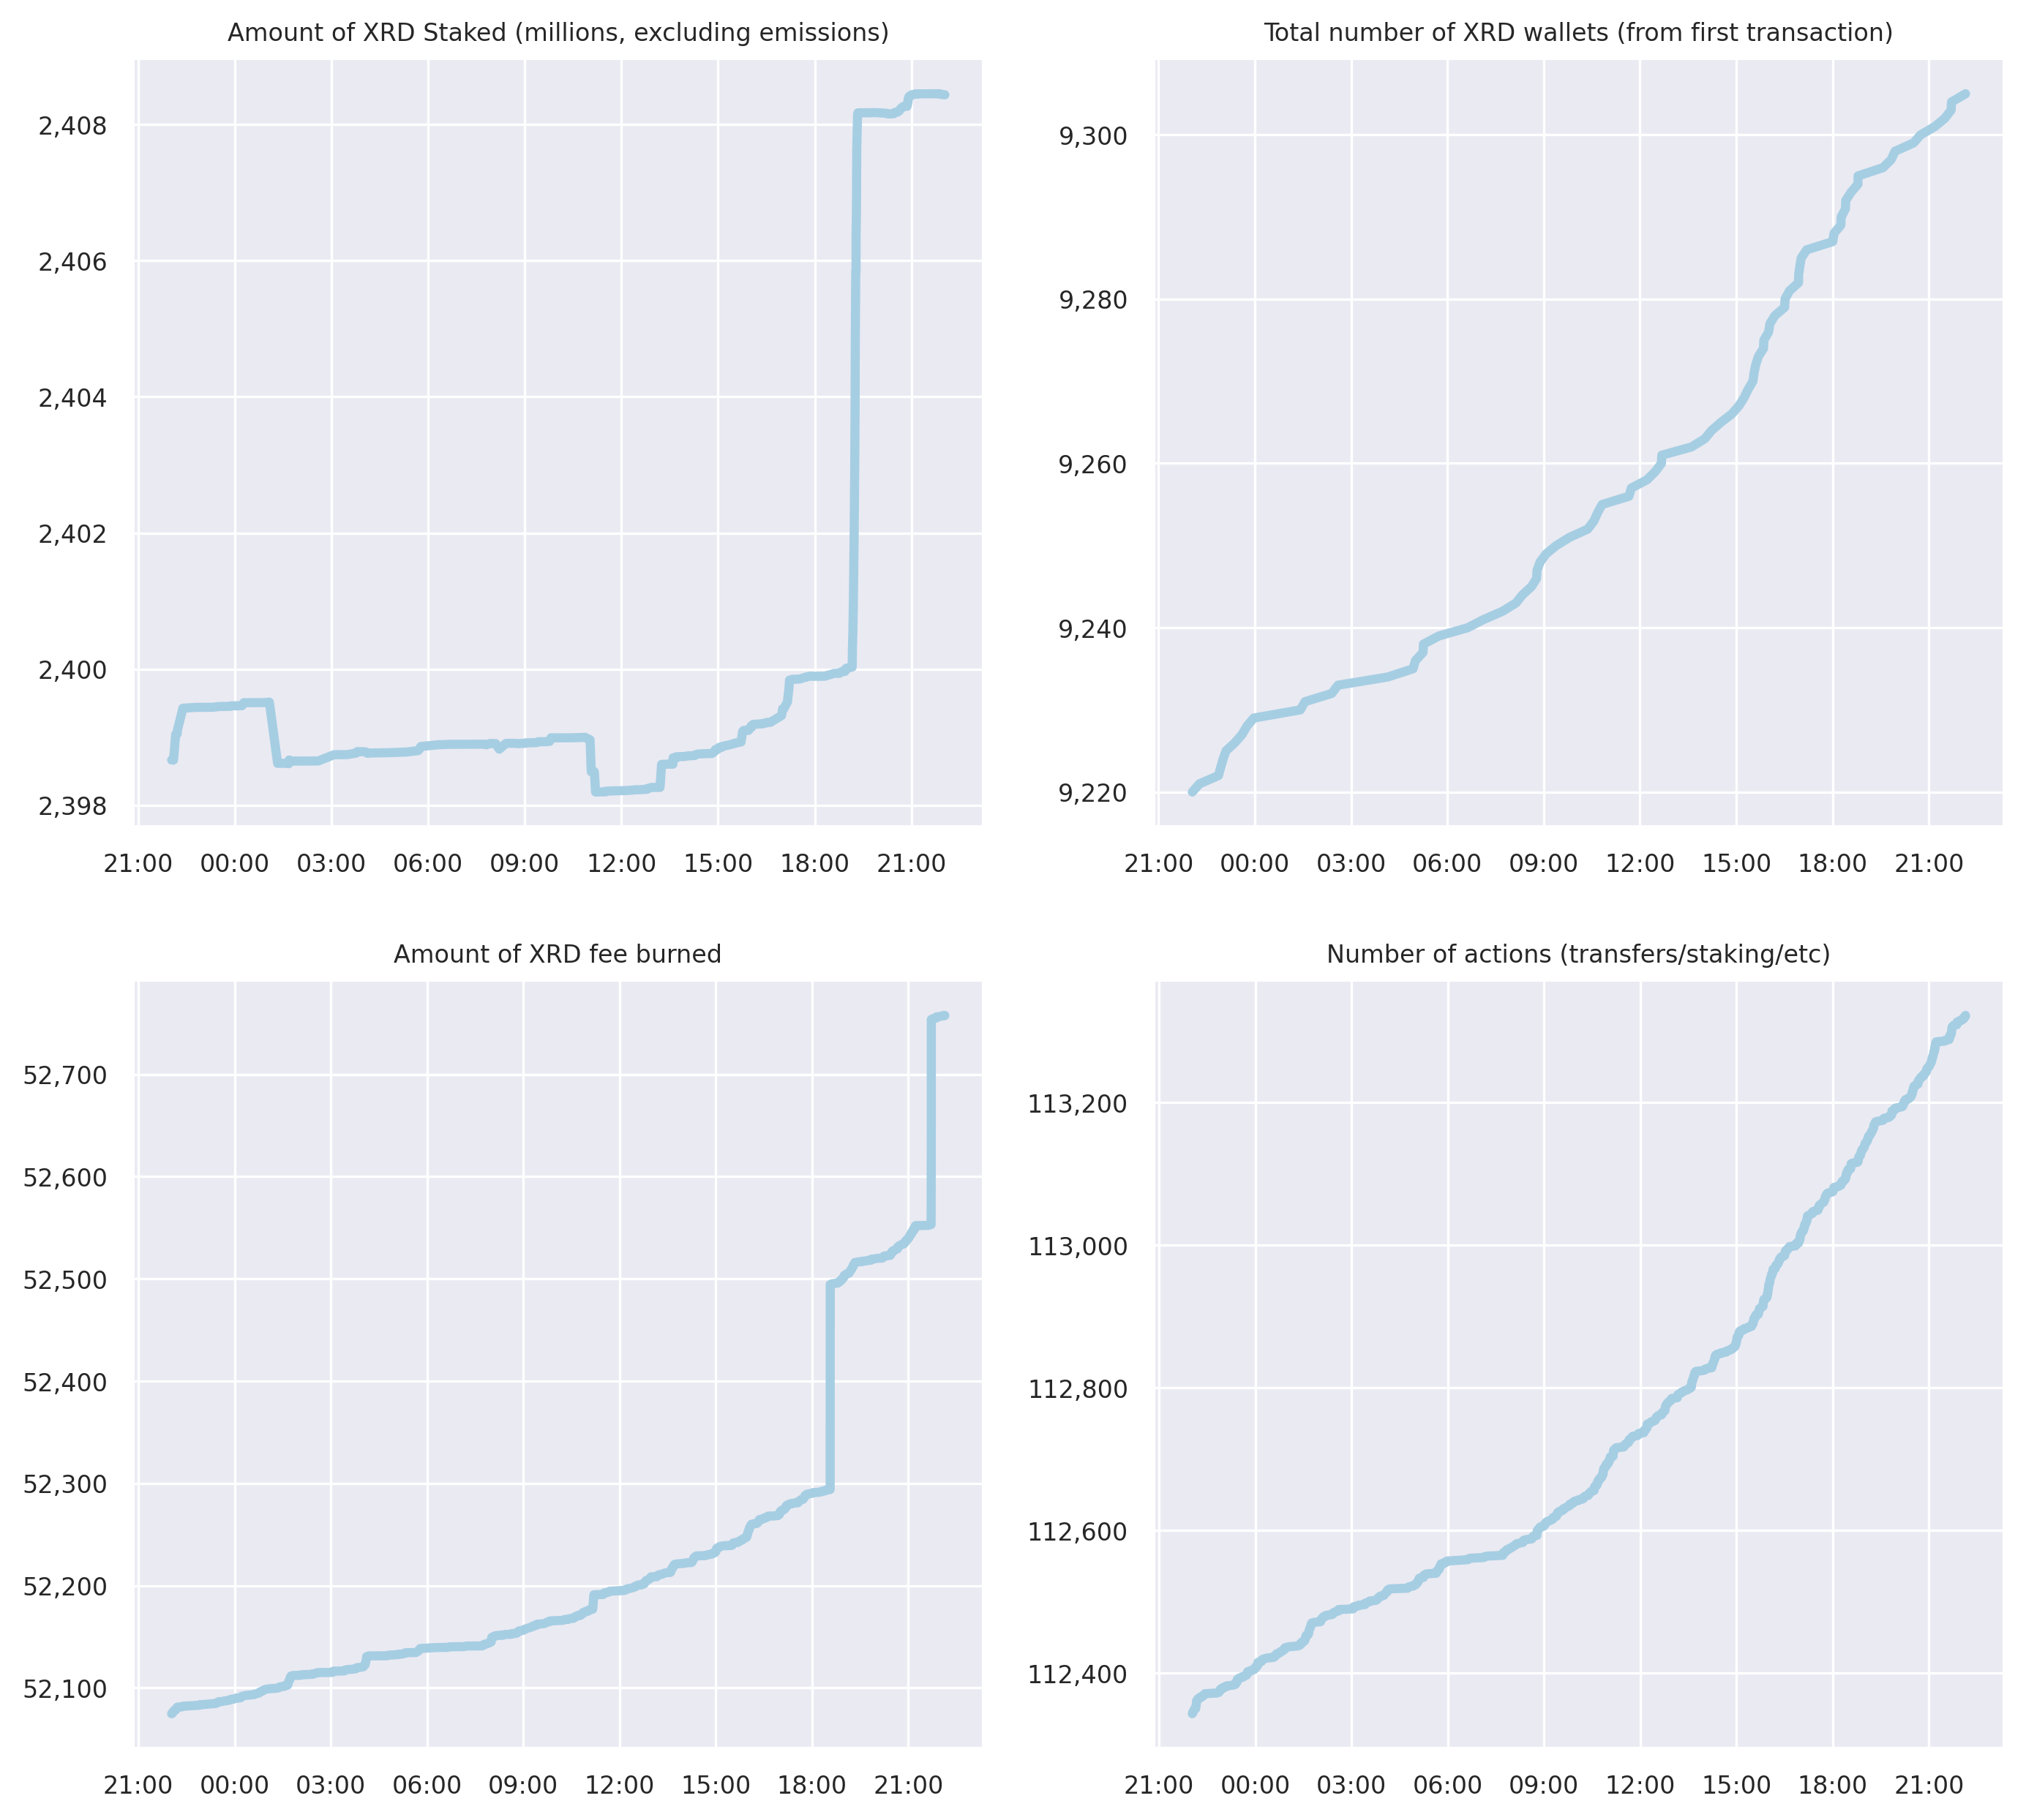 Amount of XRD Staked (millions, excluding emissions)
2,408
2,406
2,404
2,402
2,400
2,398
21:00 00:00 03:00 06:00 09:00 12:00 15:00 18:00 21:00
Total number of XRD wallets (from first transaction)
9,300
9,280
9,260
9,240
9,220
21:00 00:00 03:00 06:00 09:00 12:00 15:00 18:00 21:00
Amount of XRD fee burned
52,700
52,600
52,500
52,400
52,300
52,200
52,100
21:00 00:00 03:00 06:00 09:00 12:00 15:00 18:00 21:00
Number of actions (transfers/staking/etc)
113,200
113,000
112,800
112,600
112,400
21:00 00:00 03:00 06:00 09:00 12:00 15:00 18:00 21:00